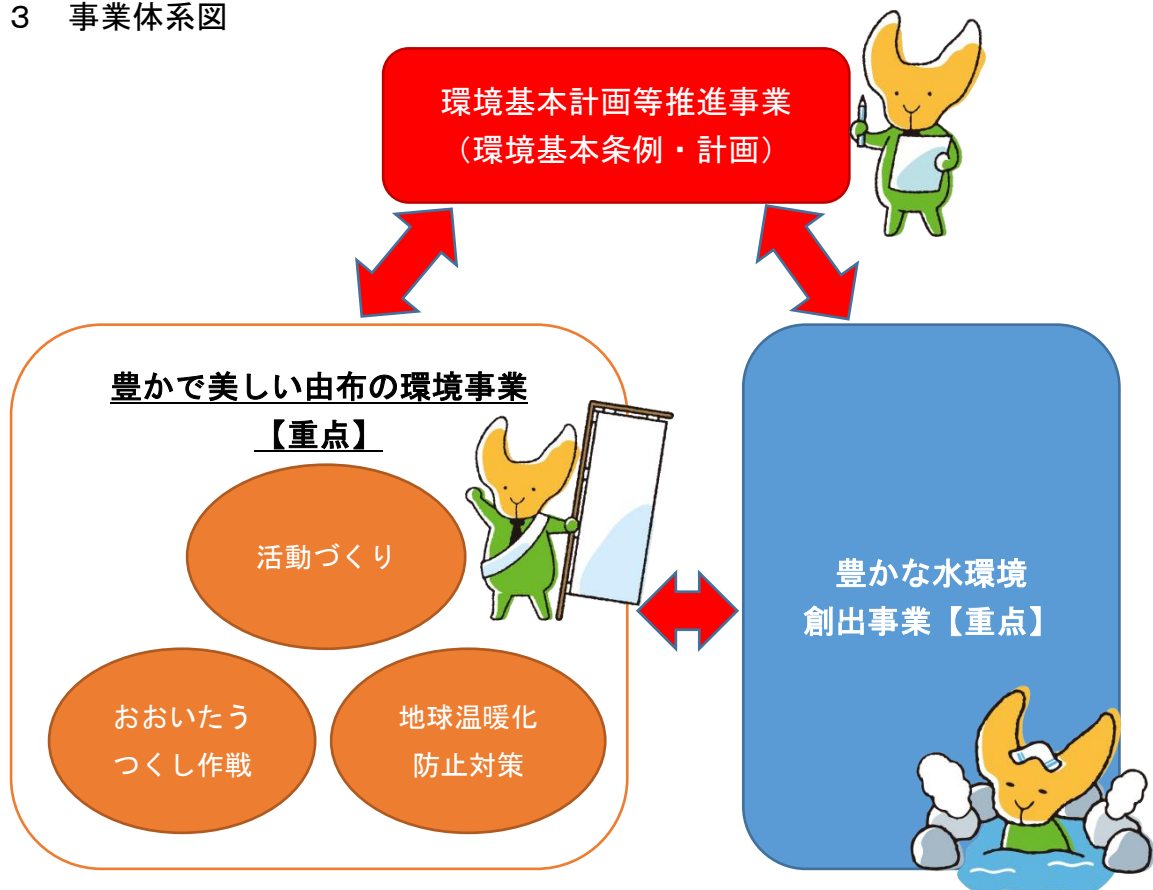 ３　事業体系図
環境基本計画等推進事業
（環境基本条例・計画）
豊かで美しい由布の環境事業
【重点】
活動づくり
おおいたう
つくし作戦
地球温暖化
防止対策
豊かな水環境
創出事業【重点】